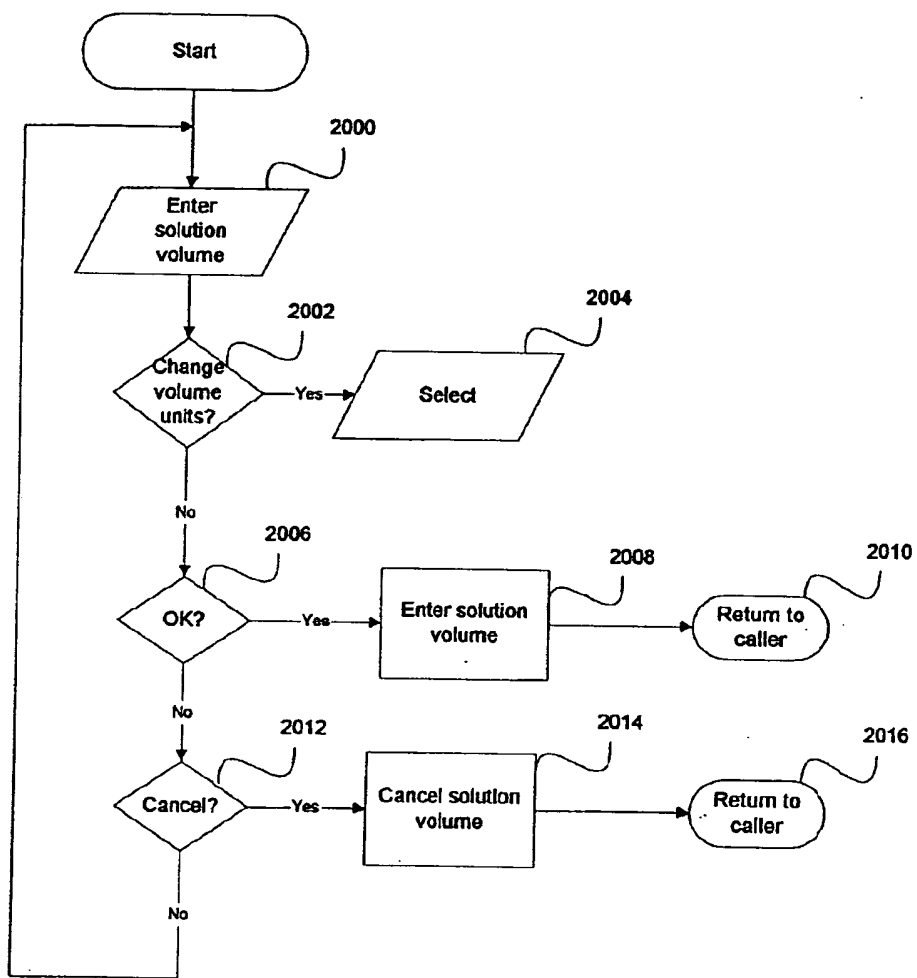 Start
2000
Enter
solution
volume
2002
2004
Change
volume
units?
Yes
Select
No
2006
2008
2010
OK?
Yes
Enter solution
volume
Return to
caller
No
2012
2014
2016
Cancel?
Yes
Cancel solution
volume
Return to
caller
No